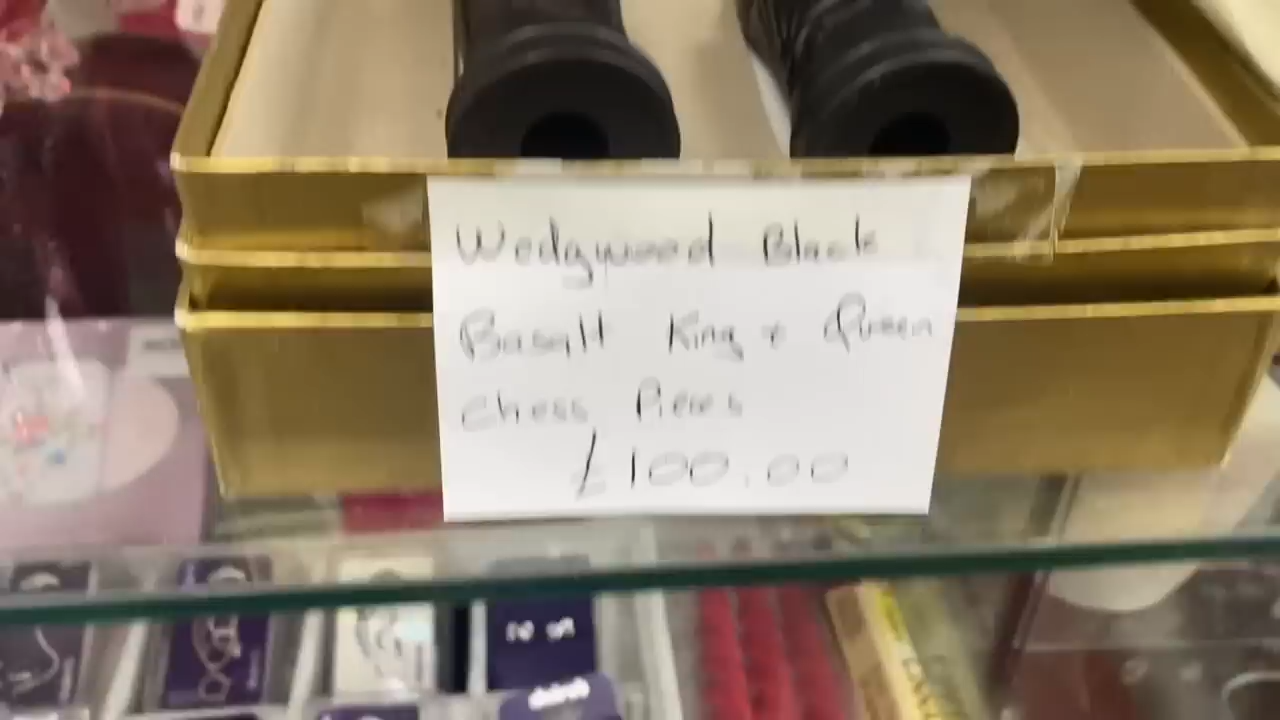 Wedgwood Black
Basalt King + Queen
Chess Pieces
£100.00